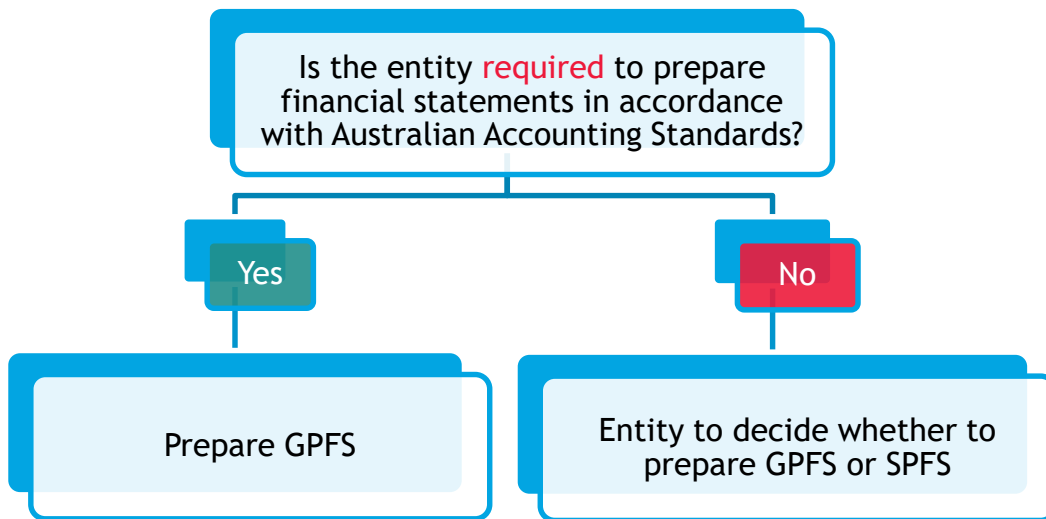 Is the entity required to prepare
financial statements in accordance
with Australian Accounting Standards?
Yes
No
Prepare GPFS
Entity to decide whether to
prepare GPFS or SPFS